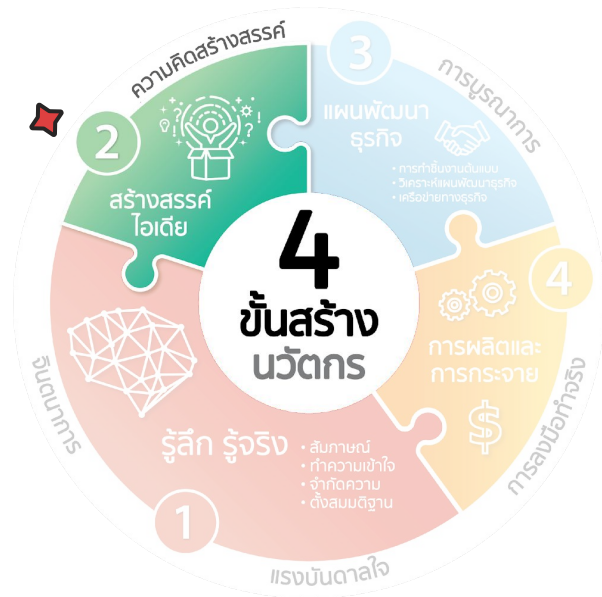 4
ขั้นสร้าง
นวัตกร
จินตนาการ
แรงบันดาลใจ
1
รู้ลึก รู้จริง
• สัมภาษณ์
• ทำความเข้าใจ
• จำกัดความ
• ตั้งสมมติฐาน
ความคิดสร้างสรรค์
2
สร้างสรรค์
ไอเดีย
การบูรณาการ
3
แผนพัฒนา
ธุรกิจ
• การทำชิ้นงานต้นแบบ
• วิเคราะห์แผนพัฒนาธุรกิจ
• เครือข่ายทางธุรกิจ
การลงมือทำจริง
4
การผลิตและ
การกระจาย
$